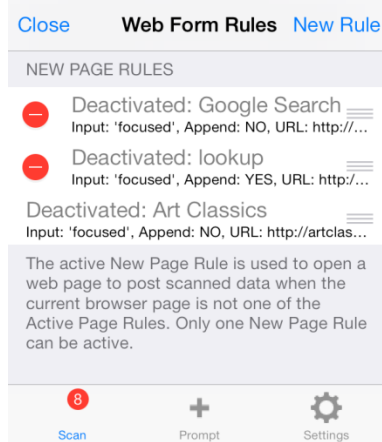 Close Web Form Rules New Rule
NEW PAGE RULES
Deactivated: Google Search
Input: 'focused', Append: NO, URL: http://...
Deactivated: lookup
Input: 'focused', Append: YES, URL: http:/...
Deactivated: Art Classics
Input: 'focused', Append: NO, URL: http://artclas...
The active New Page Rule is used to open a
web page to post scanned data when the
current browser page is not one of the
Active Page Rules. Only one New Page Rule
can be active.
8
Scan Prompt Settings